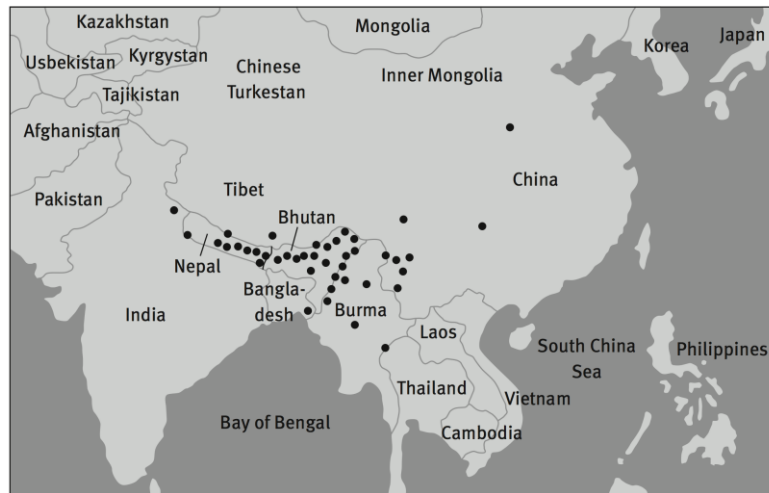 Kazakhstan
Mongolia
Japan
Korea
Usbekistan
Kyrgystan
Chinese
Turkestan
Inner Mongolia
Tajikistan
Afghanistan
China
Pakistan
Tibet
Bhutan
Nepal
Bangla-
desh
India
Burma
Laos
South China
Sea
Philippines
Thailand
Vietnam
Bay of Bengal
Cambodia